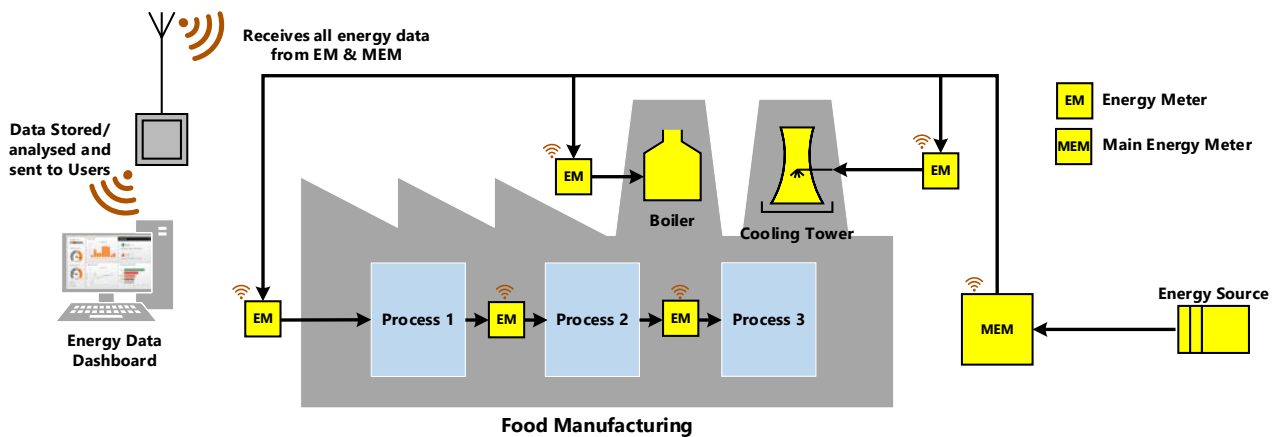 Receives all energy data
from EM & MEM
Data Stored/
analysed and
sent to Users
EM
Energy Meter
MEM
Main Energy Meter
EM
EM
Boiler
Cooling Tower
EM
Process 1
EM
Process 2
EM
Process 3
MEM
Energy Source
Energy Data
Dashboard
Food Manufacturing